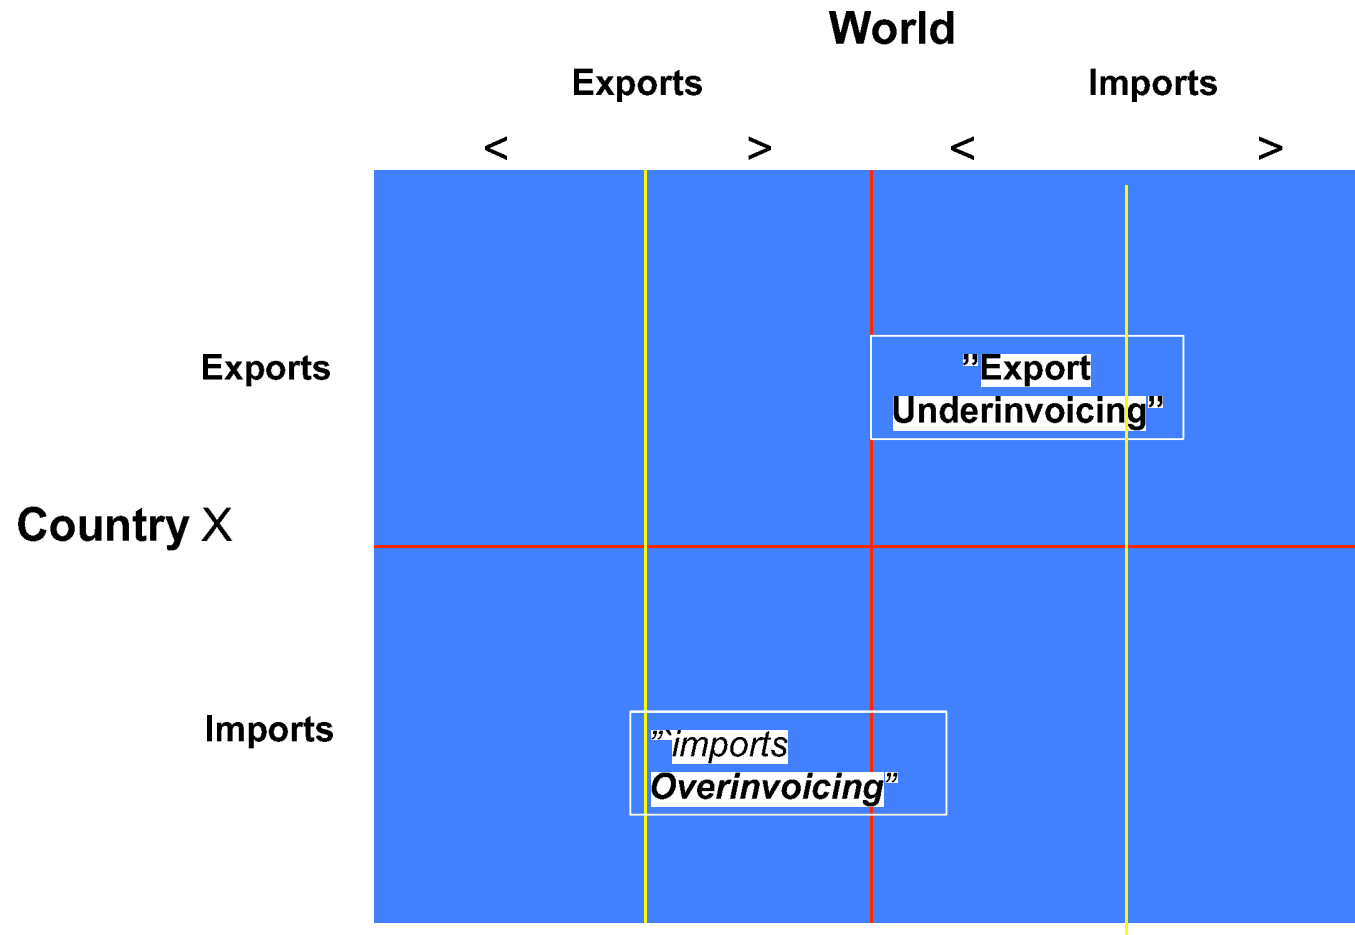 World
Exports Imports
< > < >
Exports
”Export
Underinvoicing”
Country X
Imports
”`imports
Overinvoicing”